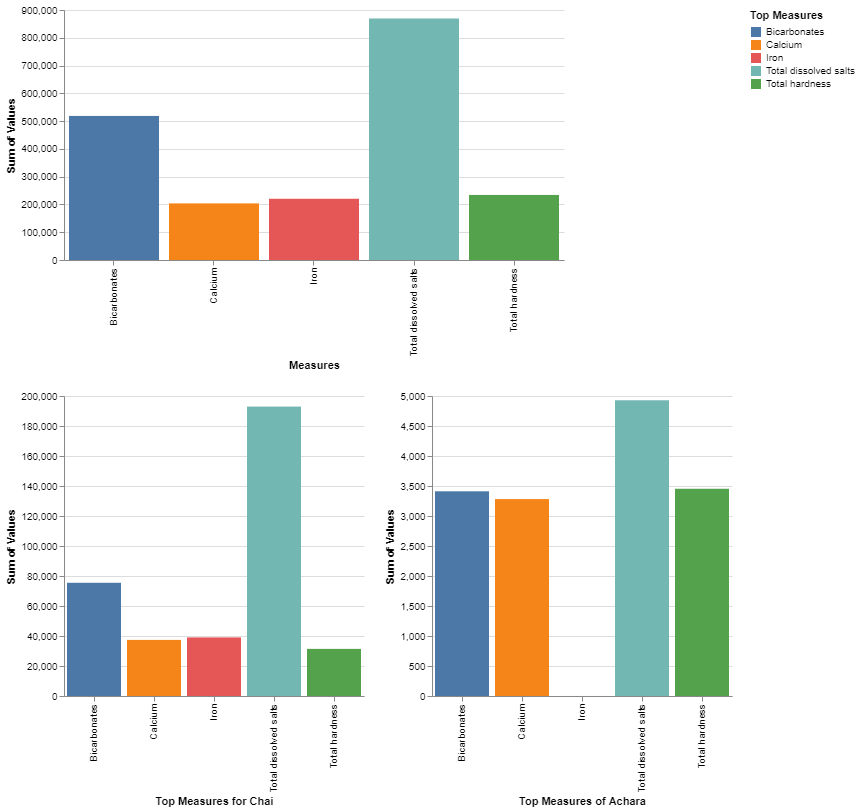 900,000
800,000
700,000
600,000
500,000
400,000
300,000
200,000
100,000
0
Sum of Values
Bicarbonates
Calcium
Iron
Total dissolved salts
Total hardness
Measures
Top Measures
Bicarbonates
Calcium
Iron
Total dissolved salts
Total hardness
200,000
180,000
160,000
140,000
120,000
100,000
80,000
60,000
40,000
20,000
0
Sum of Values
Bicarbonates
Calcium
Iron
Total dissolved salts
Total hardness
Top Measures for Chai
5,000
4,500
4,000
3,500
3,000
2,500
2,000
1,500
1,000
500
0
Sum of Values
Bicarbonates
Calcium
Iron
Total dissolved salts
Total hardness
Top Measures of Achara